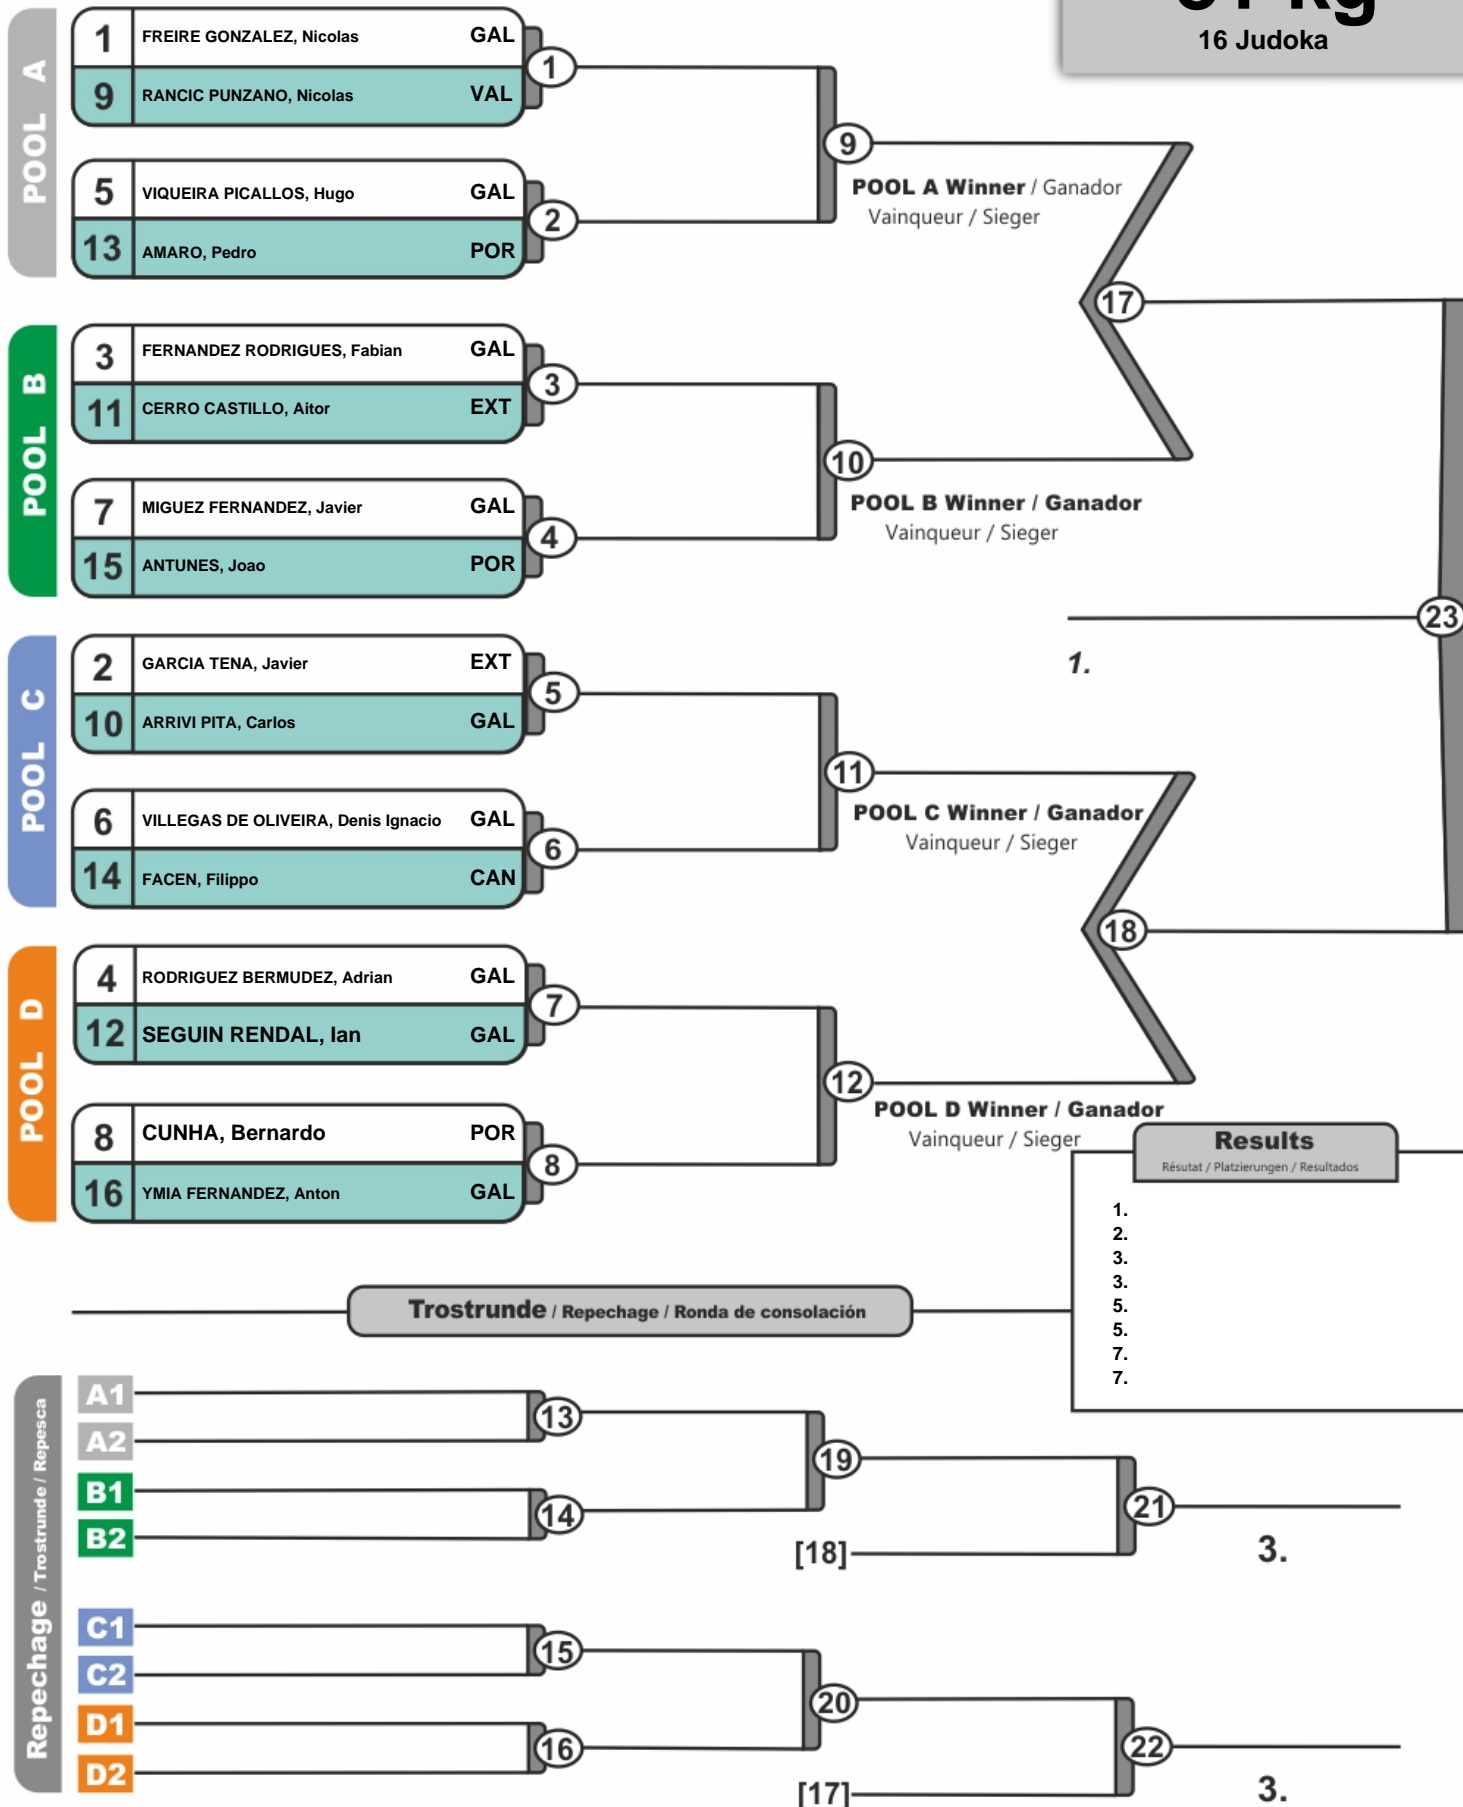 16 Judoka
POOL A
1 FREIRE GONZALEZ, Nicolas GAL
9 RANCIC PUNZANO, Nicolas VAL
1
5 VIQUEIRA PICALLOS, Hugo GAL
13 AMARO, Pedro POR
2
9
POOL A Winner / Ganador
Vainqueur / Sieger
17
POOL B
3 FERNANDEZ RODRIGUES, Fabian GAL
11 CERRO CASTILLO, Aitor EXT
3
7 MIGUEZ FERNANDEZ, Javier GAL
15 ANTUNES, Joao POR
4
10
POOL B Winner / Ganador
Vainqueur / Sieger
23
1.
POOL C
2 GARCIA TENA, Javier EXT
10 ARRIVI PITA, Carlos GAL
5
6 VILLEGAS DE OLIVEIRA, Denis Ignacio GAL
14 FACEN, Filippo CAN
6
11
POOL C Winner / Ganador
Vainqueur / Sieger
18
POOL D
4 RODRIGUEZ BERMUDEZ, Adrian GAL
12 SEGUIN RENDAL, Ian GAL
7
8 CUNHA, Bernardo POR
16 YMIA FERNANDEZ, Anton GAL
8
12
POOL D Winner / Ganador
Vainqueur / Sieger
Results
Résutat / Platzierungen / Resultados
1.
2.
3.
3.
5.
5.
7.
7.
Trostrunde / Repechage / Ronda de consolación
Repechage / Trostrunde / Repesca
A1
A2
13
B1
B2
14
19
[18]
21
3.
C1
C2
15
D1
D2
16
20
[17]
22
3.